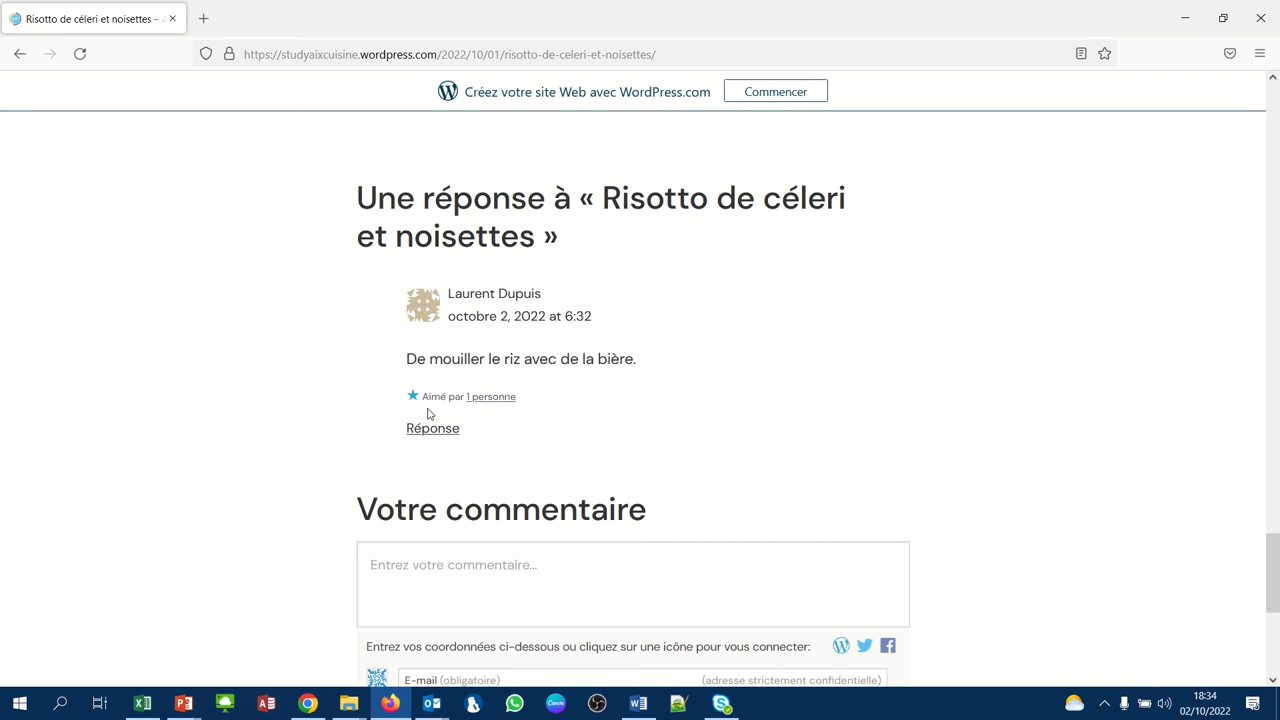 Risotto de céleri et noisettes –
https://studyaixcuisine.wordpress.com/2022/10/01/risotto-de-celeri-et-noisettes/
Créez votre site Web avec WordPress.com
Commencer
Une réponse à « Risotto de céleri
et noisettes »
Laurent Dupuis
octobre 2, 2022 at 6:32
De mouiller le riz avec de la bière.
Aimé par 1 personne
Réponse
Votre commentaire
Entrez votre commentaire...
Entrez vos coordonnées ci-dessous ou cliquez sur une icône pour vous connecter:
E-mail (obligatoire) (adresse strictement confidentielle)
18:34
02/10/2022